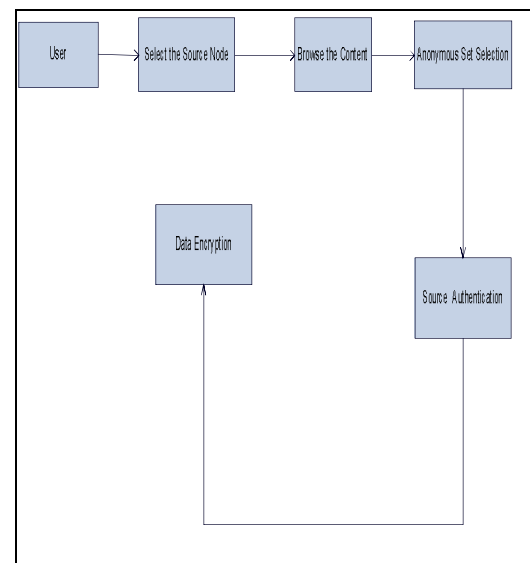 User
Select the Source Node
Browse the Content
Anonymous Set Selection
Data Encryption
Source Authentication